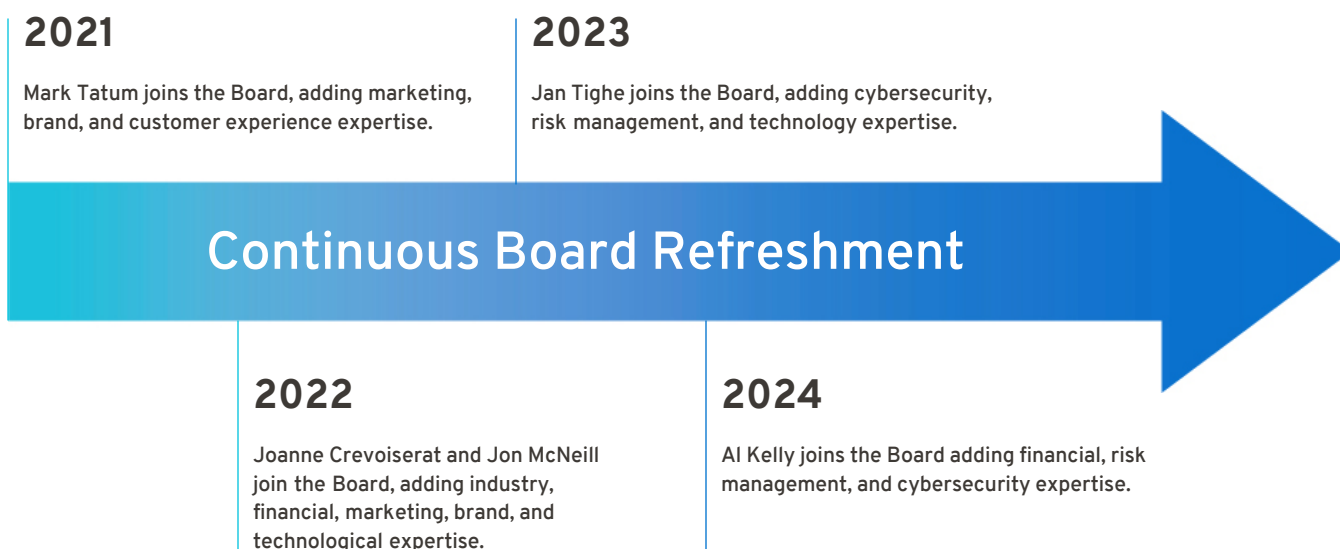 2021
Mark Tatum joins the Board, adding marketing,
brand, and customer experience expertise.
2023
Jan Tighe joins the Board, adding cybersecurity,
risk management, and technology expertise.
Continuous Board Refreshment
2022
Joanne Crevoiserat and Jon McNeill
join the Board, adding industry,
financial, marketing, brand, and
technological expertise.
2024
Al Kelly joins the Board adding financial, risk
management, and cybersecurity expertise.